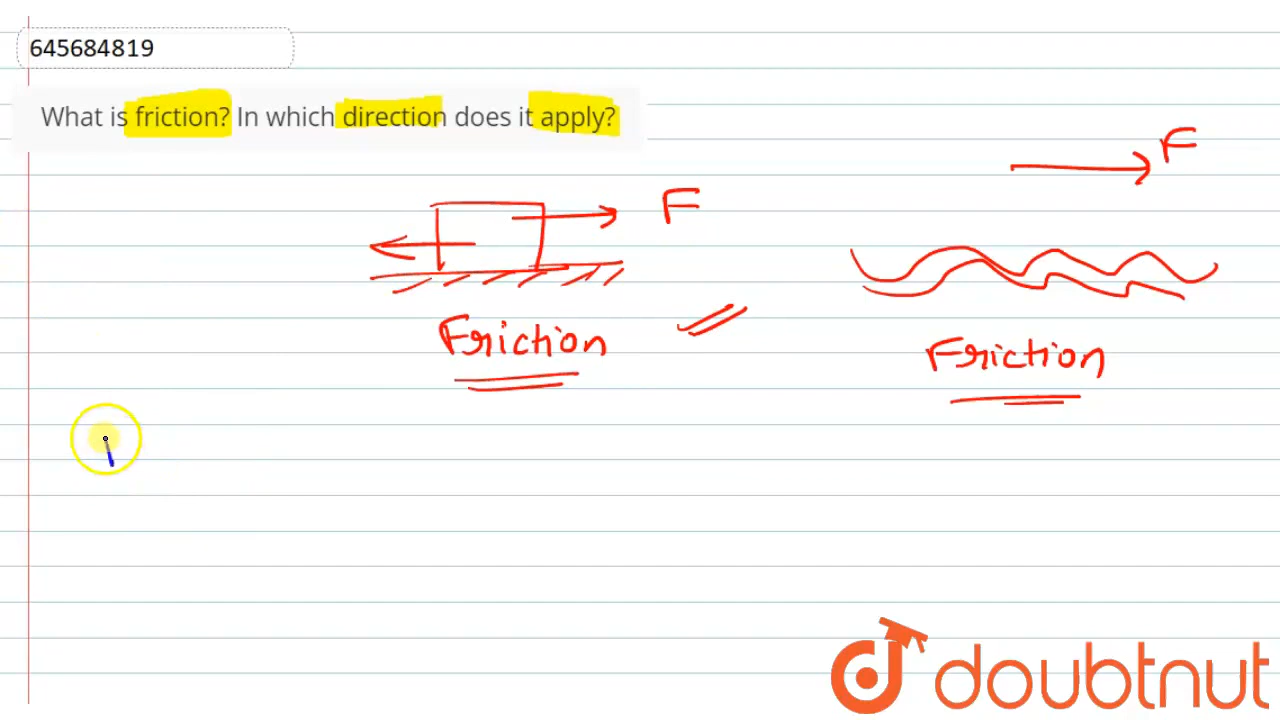 645684819
What is friction? In which direction does it apply?
F
F
Friction
Friction
doubtnut